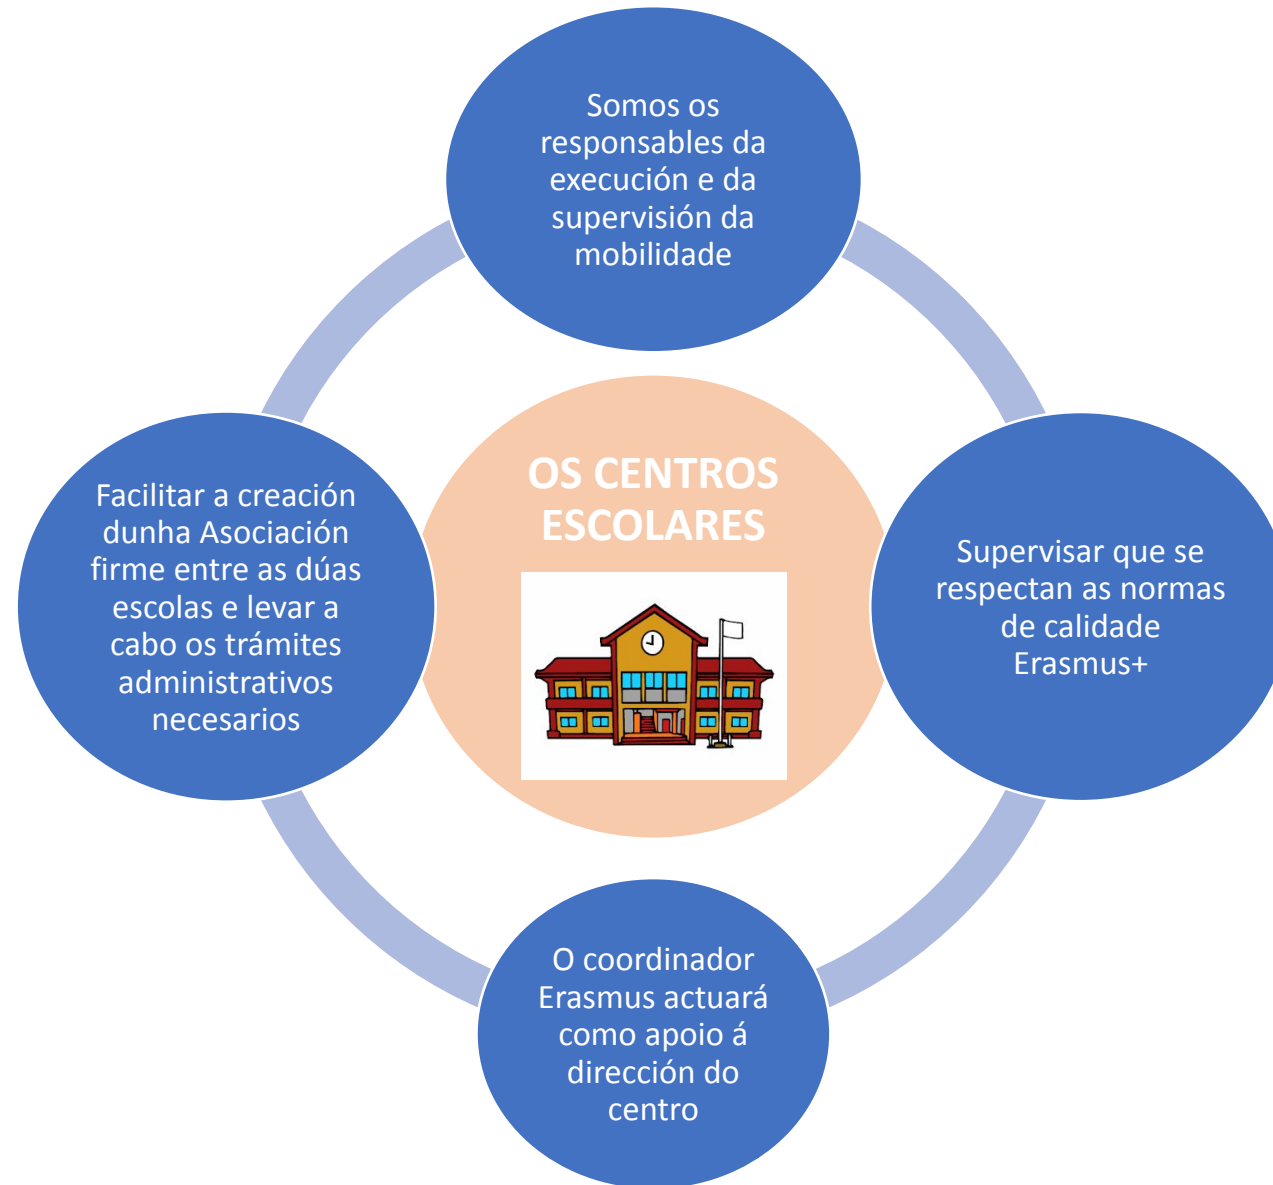 Somos os
responsables da
execución e da
supervisión da
mobilidade
OS CENTROS
ESCOLARES
Facilitar a creación
dunha Asociación
firme entre as dúas
escolas e levar a
cabo os trámites
administrativos
necesarios
Supervisar que se
respectan as normas
de calidade
Erasmus+
O coordinador
Erasmus actuará
como apoio á
dirección do
centro